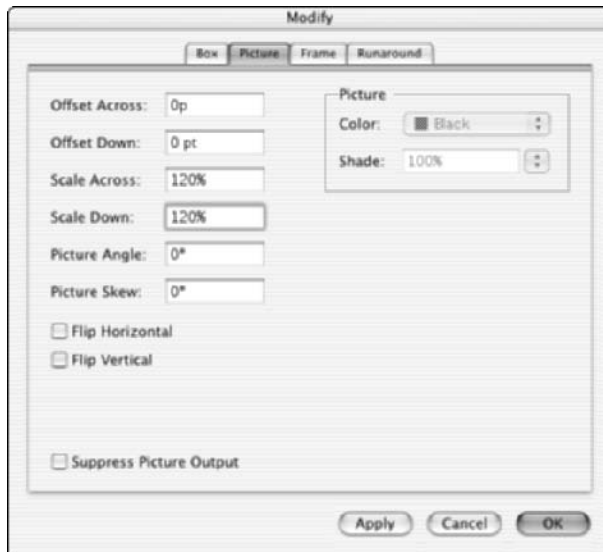 Modify
Box Picture Frame Runaround
Offset Across: 0p
Offset Down: 0 pt
Scale Across: 120%
Scale Down: 120%
Picture Angle: 0°
Picture Skew: 0°
Flip Horizontal
Flip Vertical
Suppress Picture Output
Picture
Color: Black
Shade: 100%
Apply Cancel OK